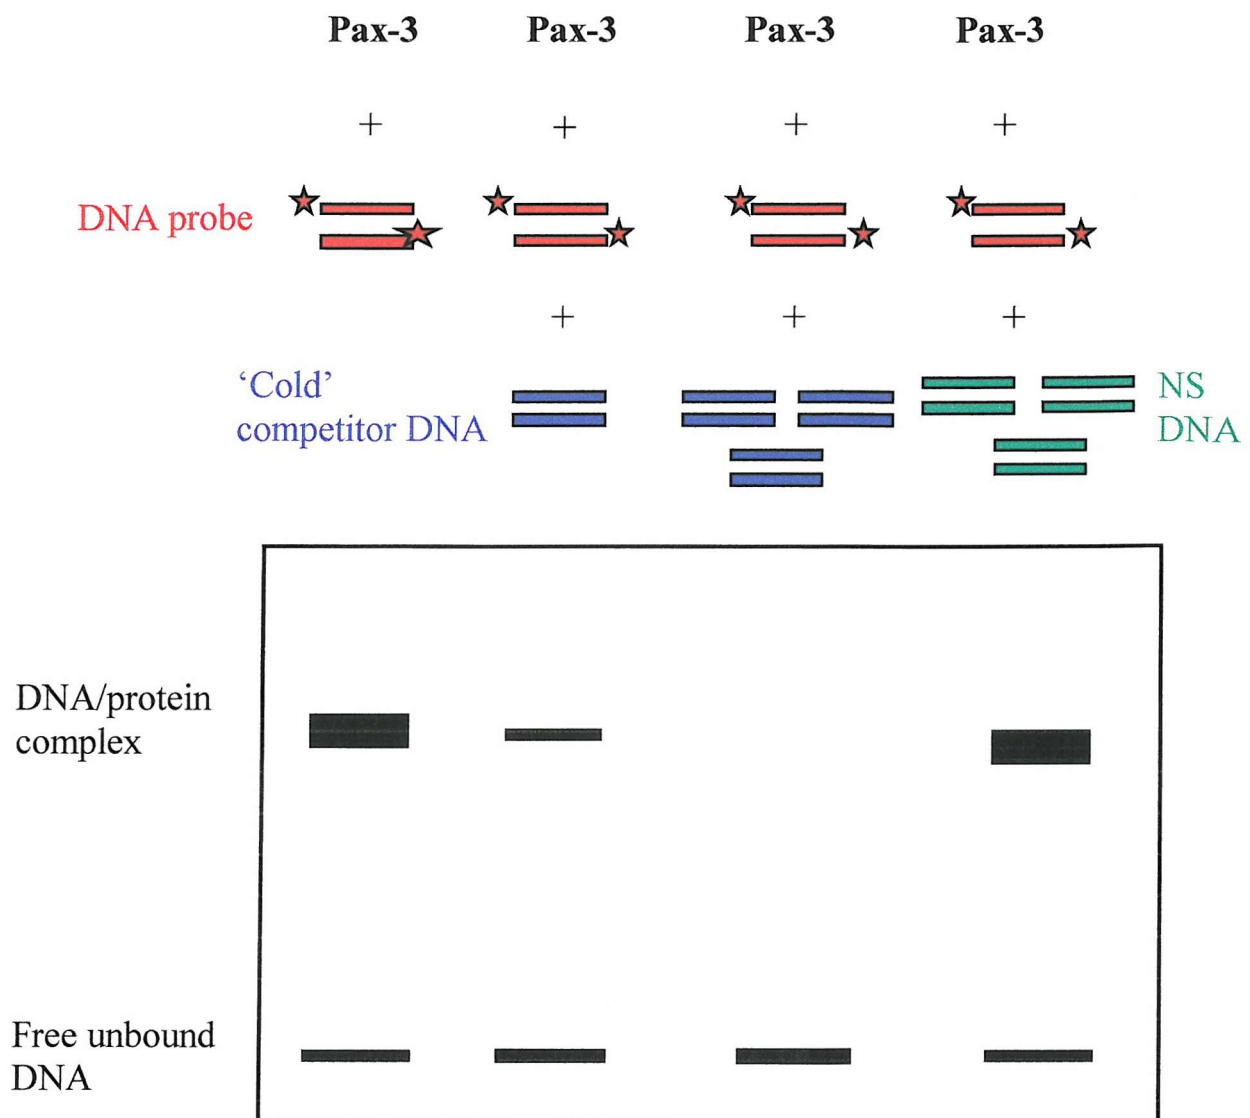 Pax-3 Pax-3 Pax-3 Pax-3
+ + + +
DNA probe
+ + +
‘Cold’
competitor DNA
NS
DNA
DNA/protein
complex
Free unbound
DNA